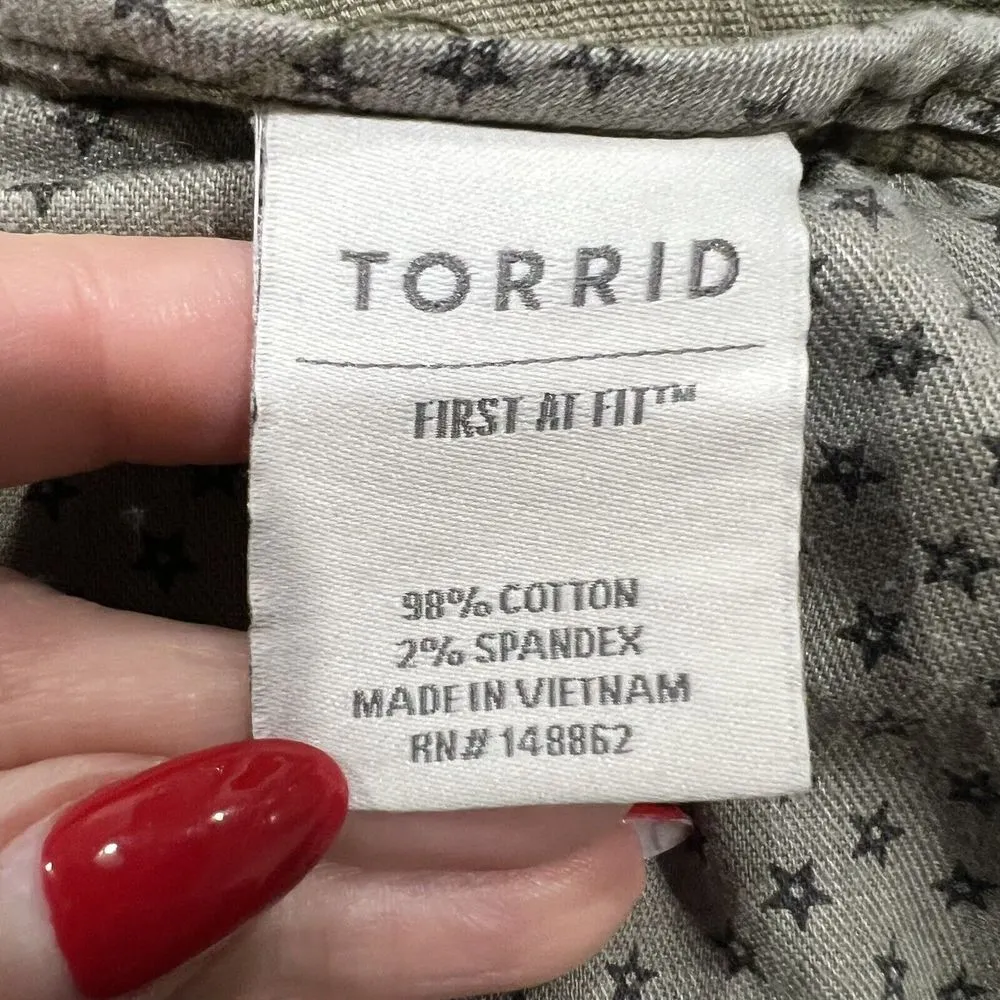 TORRID
FIRST AT FIT™
98% COTTON
2% SPANDEX
MADE IN VIETNAM
RN# 148862